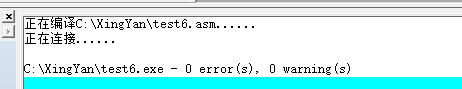 正在编译C:\XingYan\test6.asm......
正在连接......
C:\XingYan\test6.exe - 0 error(s), 0 warning(s)